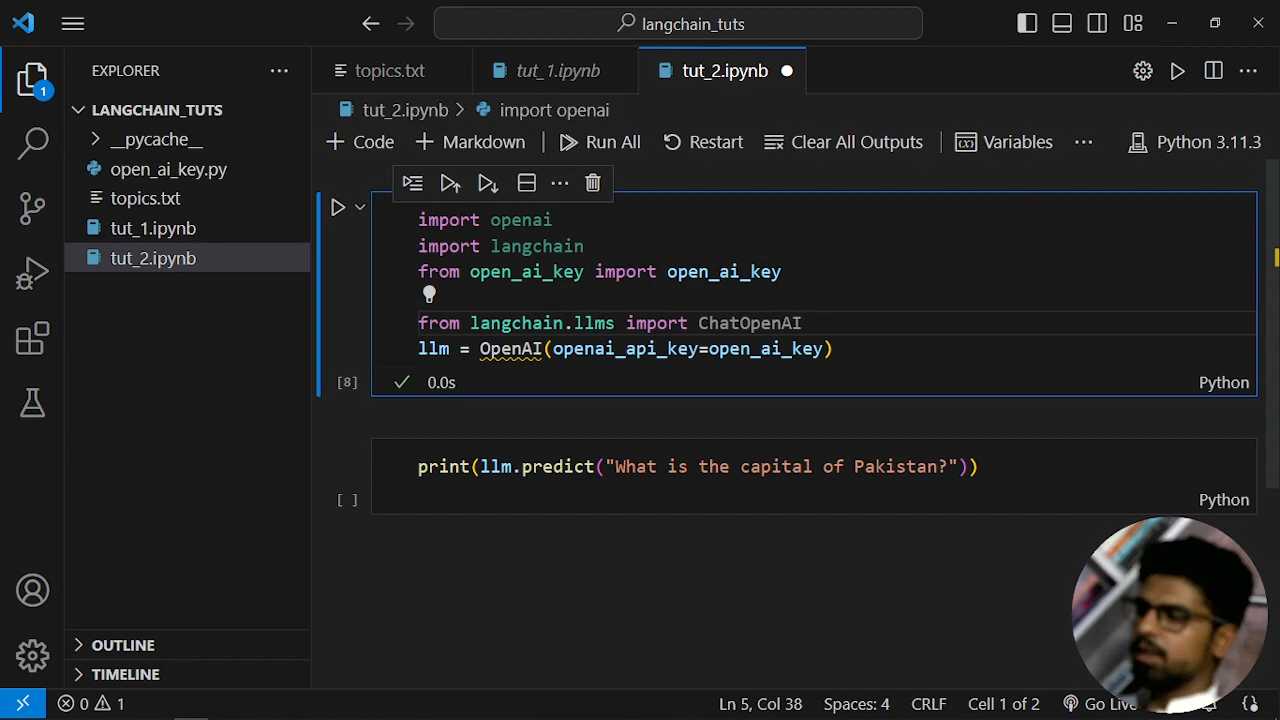 langchain_tuts
EXPLORER
topics.txt
tut_1.ipynb
tut_2.ipynb
1
LANGCHAIN_TUTS
__pycache__
open_ai_key.py
topics.txt
tut_1.ipynb
tut_2.ipynb
OUTLINE
TIMELINE
tut_2.ipynb > import openai
+ Code + Markdown Run All Restart Clear All Outputs Variables ... Python 3.11.3
import openai
import langchain
from open_ai_key import open_ai_key
from langchain.llms import ChatOpenAI
llm = OpenAI(openai_api_key=open_ai_key)
[8] 0.0s Python
print(llm.predict("What is the capital of Pakistan?"))
[ ] Python
0 1 Ln 5, Col 38 Spaces: 4 CRLF Cell 1 of 2 Go